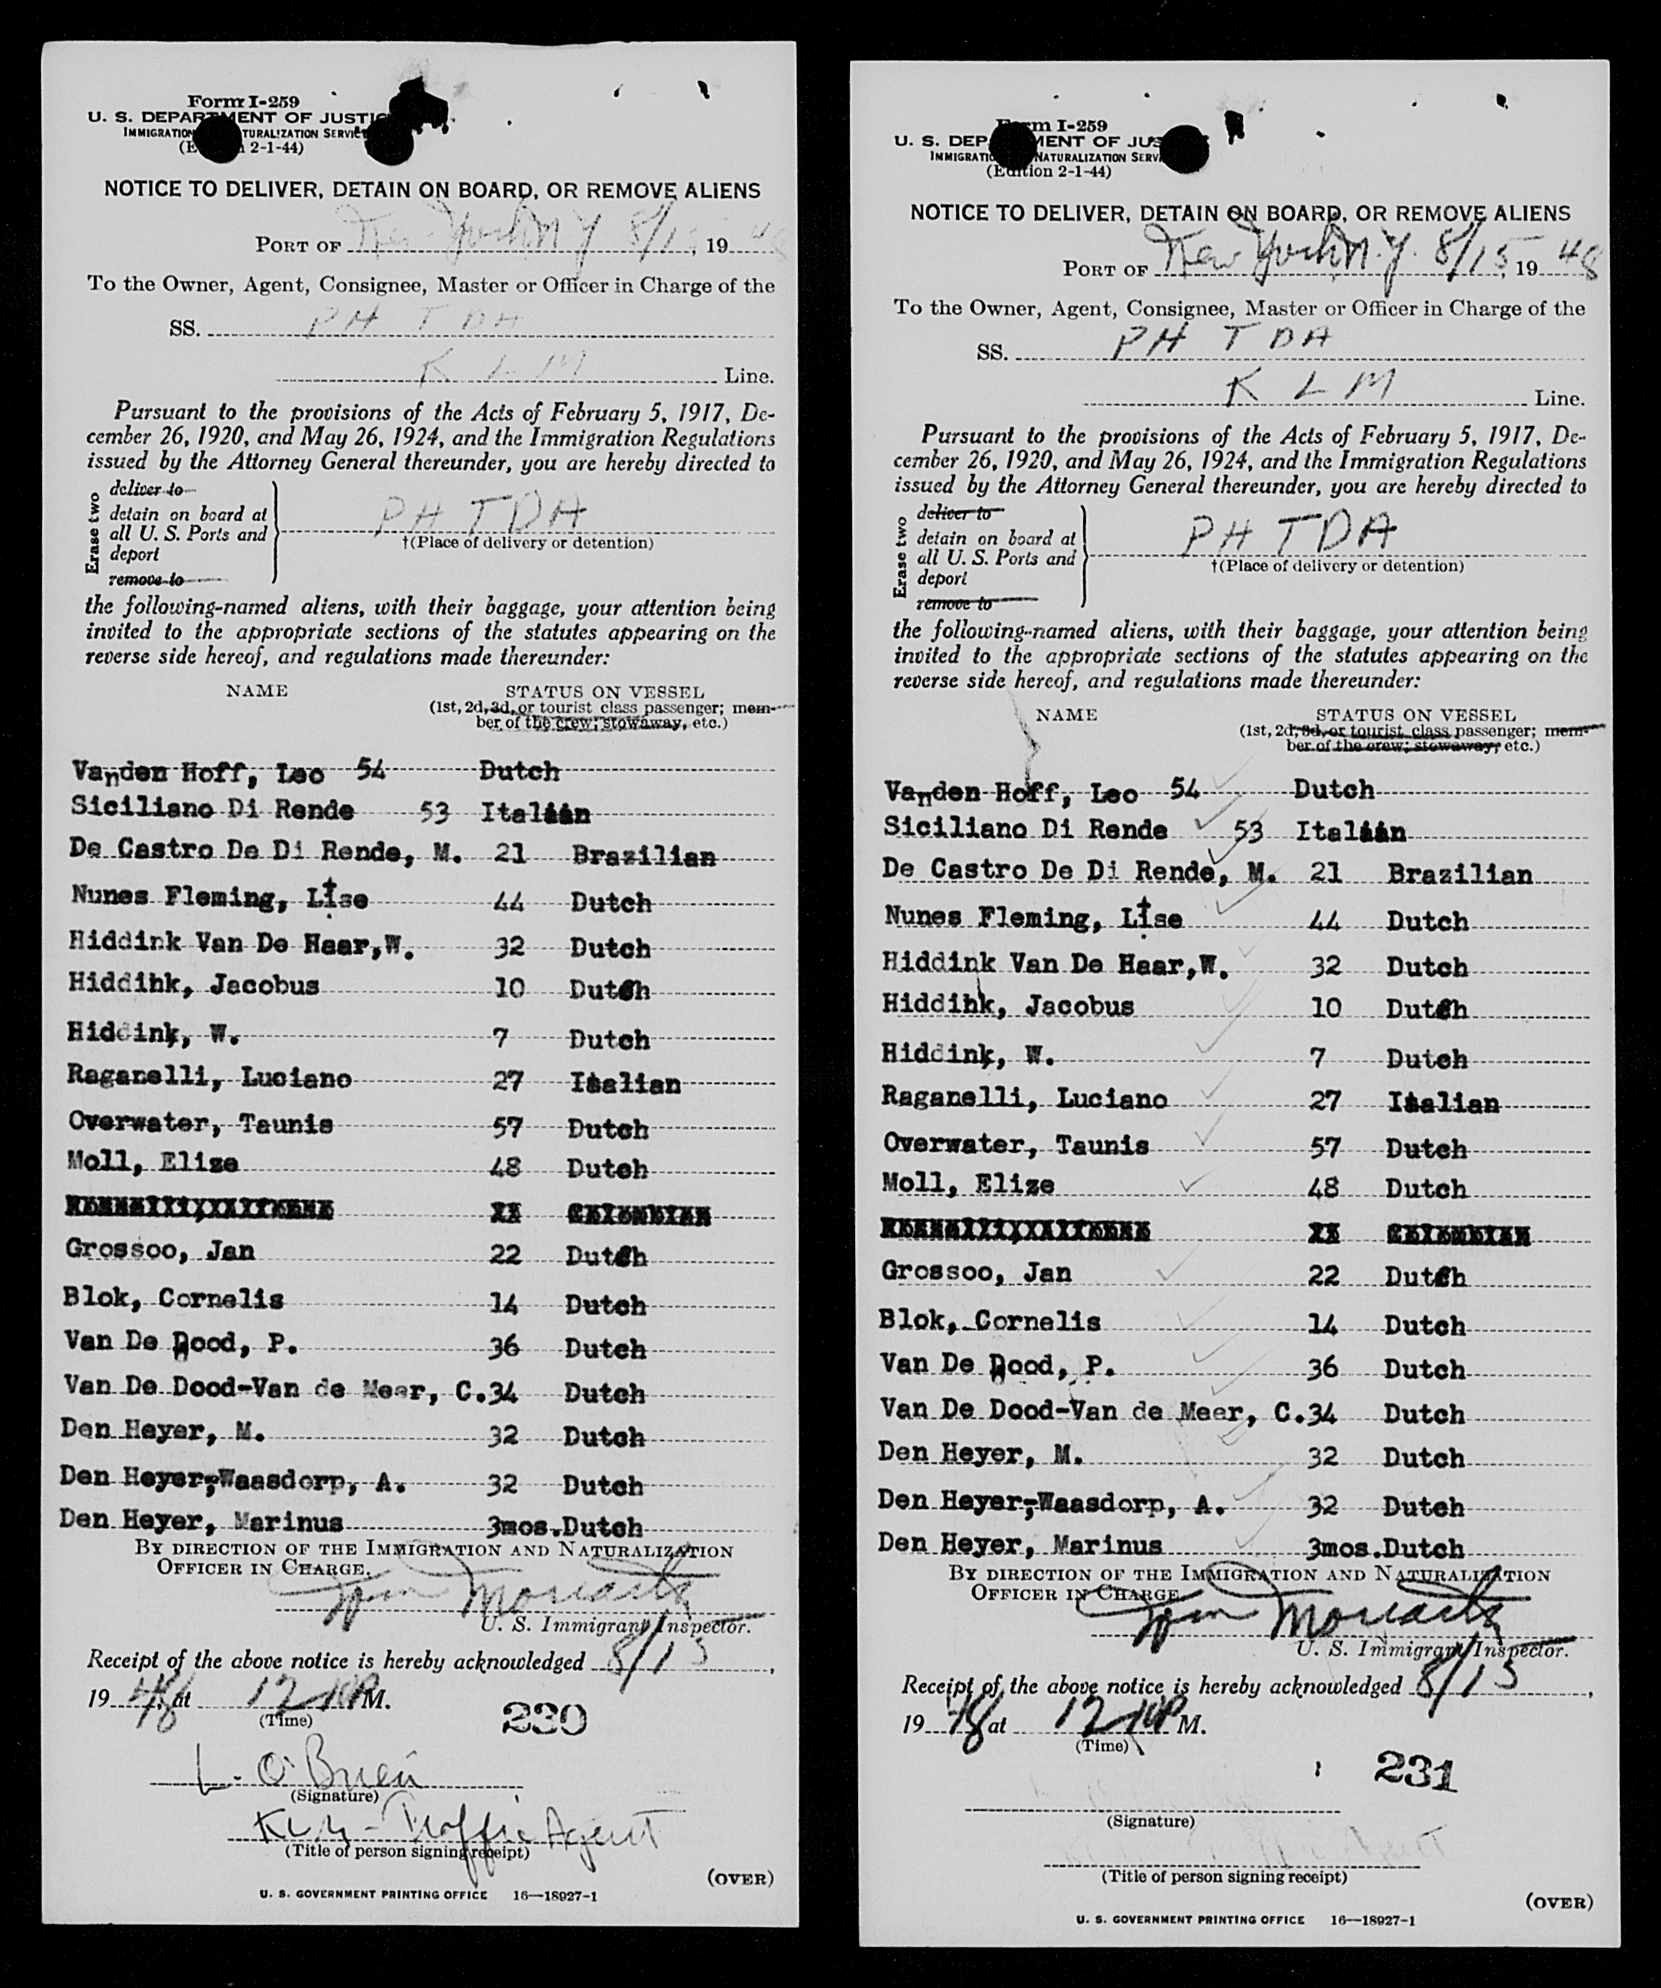 Form I-259
U. S. DEPARTMENT OF JUSTICE
IMMIGRATION NATURALIZATION SERVICE
2-1-44)
NOTICE TO DELIVER, DETAIN ON BOARD, OR REMOVE ALIENS
PORT OF New York N Y 8/15, 1948
To the Owner, Agent, Consignee, Master or Officer in Charge of the
SS. PH TDA
K L M Line.
Pursuant to the provisions of the Acts of February 5, 1917, De-
cember 26, 1920, and May 26, 1924, and the Immigration Regulations
issued by the Attorney General thereunder, you are hereby directed to
Erase two
deliver to
detain on board at
all U. S. Ports and
deport
remove to
PH TDA
†(Place of delivery or detention)
the following-named aliens, with their baggage, your attention being
invited to the appropriate sections of the statutes appearing on the
reverse side hereof, and regulations made thereunder:
NAME STATUS ON VESSEL
(1st, 2d, 3d, or tourist class passenger; mem-
ber of the crew; stowaway, etc.)
Vanden Hoff, Leo 54 Dutch
Siciliano Di Rende 53 Italian
De Castro De Di Rende, M. 21 Brazilian
Nunes Fleming, Lise 44 Dutch
Hiddink Van De Haar,W. 32 Dutch
Hiddink, Jacobus 10 Dutch
Hiddink, W. 7 Dutch
Raganelli, Luciano 27 Italian
Overwater, Taunis 57 Dutch
Moll, Elize 48 Dutch
Grossoo, Jan 22 Dutch
Blok, Cornelis 14 Dutch
Van De Dood, P. 36 Dutch
Van De Dood-Van de Meer, C. 34 Dutch
Den Heyer, M. 32 Dutch
Den Heyer-Waasdorp, A. 32 Dutch
Den Heyer, Marinus 3mos. Dutch
BY DIRECTION OF THE IMMIGRATION AND NATURALIZATION
OFFICER IN CHARGE.
Wm Moriarty
U. S. Immigrant Inspector.
Receipt of the above notice is hereby acknowledged 8/15,
1948, at 12 M.
(Time)
230
L. O'Brien
(Signature)
KLM - Traffic Agent
(Title of person signing receipt)
(OVER)
U. S. GOVERNMENT PRINTING OFFICE 16—18927-1
Form I-259
U. S. DEPARTMENT OF JUS
IMMIGRATION NATURALIZATION SERV
(Edition 2-1-44)
NOTICE TO DELIVER, DETAIN ON BOARD, OR REMOVE ALIENS
PORT OF New York N. Y. 8/15, 1948
To the Owner, Agent, Consignee, Master or Officer in Charge of the
SS. PH TDA
K L M Line.
Pursuant to the provisions of the Acts of February 5, 1917, De-
cember 26, 1920, and May 26, 1924, and the Immigration Regulations
issued by the Attorney General thereunder, you are hereby directed to
Erase two
deliver to
detain on board at
all U. S. Ports and
deport
remove to
PH TDA
†(Place of delivery or detention)
the following-named aliens, with their baggage, your attention being
invited to the appropriate sections of the statutes appearing on the
reverse side hereof, and regulations made thereunder:
NAME STATUS ON VESSEL
(1st, 2d, 3d, or tourist class passenger; mem-
ber of the crew; stowaway, etc.)
Vanden Hoff, Leo 54 Dutch
Siciliano Di Rende 53 Italian
De Castro De Di Rende, M. 21 Brazilian
Nunes Fleming, Lise 44 Dutch
Hiddink Van De Haar,W. 32 Dutch
Hiddink, Jacobus 10 Dutch
Hiddink, W. 7 Dutch
Raganelli, Luciano 27 Italian
Overwater, Taunis 57 Dutch
Moll, Elize 48 Dutch
Grossoo, Jan 22 Dutch
Blok, Cornelis 14 Dutch
Van De Dood, P. 36 Dutch
Van De Dood-Van de Meer, C. 34 Dutch
Den Heyer, M. 32 Dutch
Den Heyer-Waasdorp, A. 32 Dutch
Den Heyer, Marinus 3mos. Dutch
BY DIRECTION OF THE IMMIGRATION AND NATURALIZATION
OFFICER IN CHARGE
Wm Moriarty
U. S. Immigrant Inspector.
Receipt of the above notice is hereby acknowledged 8/15,
1948 at 12 M.
(Time)
231
(Signature)
(Title of person signing receipt)
(OVER)
U. S. GOVERNMENT PRINTING OFFICE 16—18927-1